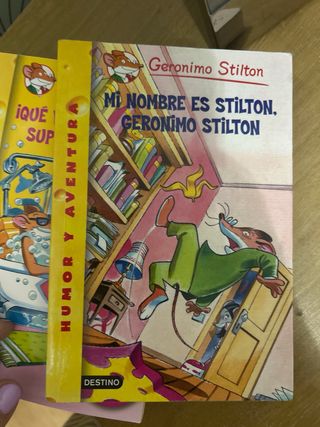 Geronimo Stilton
MI NOMBRE ES STILTON,
GERONIMO STILTON
HUMOR Y AVENTURA
DESTINO
¡QUÉ
SUP